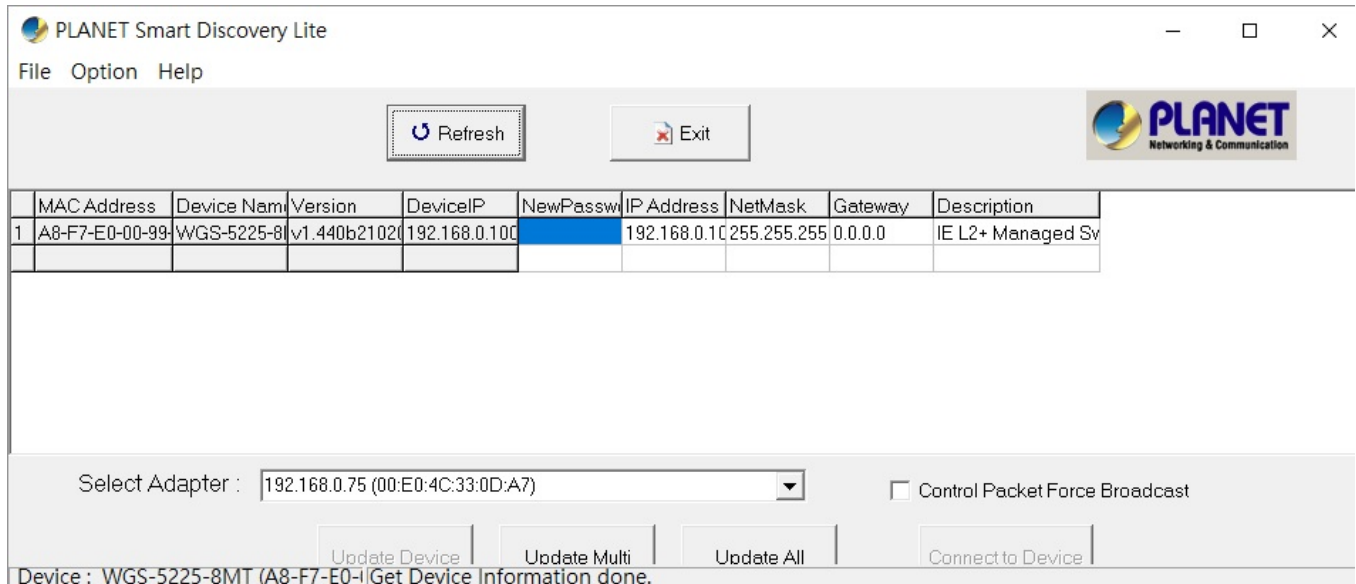 PLANET Smart Discovery Lite
File Option Help
Refresh Exit PLANET
Networking & Communication
MAC Address Device Nam Version DeviceIP NewPassw IP Address NetMask Gateway Description
1 A8-F7-E0-00-99- WGS-5225-8 v1.440b2102 192.168.0.100 192.168.0.10 255.255.255 0.0.0.0 IE L2+ Managed Sw
Select Adapter : 192.168.0.75 (00:E0:4C:33:0D:A7) Control Packet Force Broadcast
Update Device Update Multi Update All Connect to Device
Device : WGS-5225-8MT (A8-F7-E0- Get Device Information done.